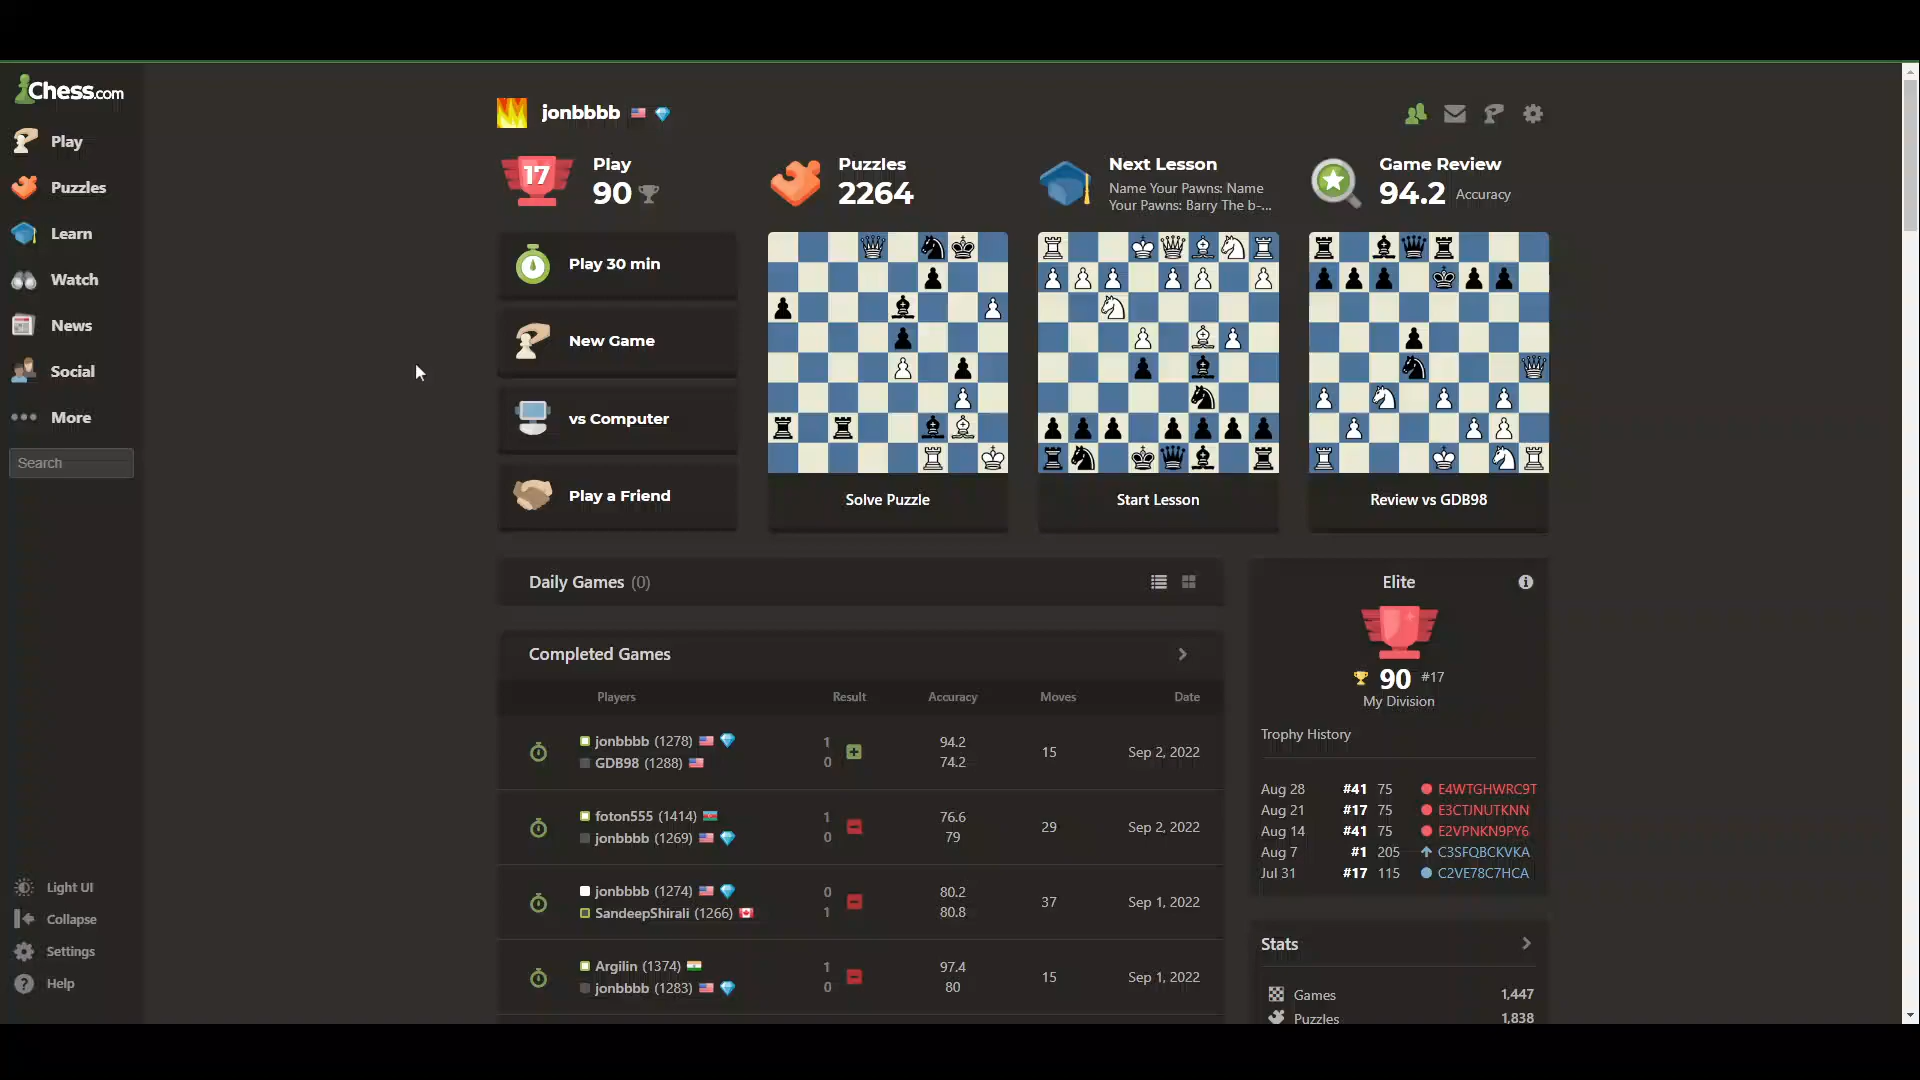 Chess.com
Play
Puzzles
Learn
Watch
News
Social
More
Search
Light UI
Collapse
Settings
Help
jonbbbb
17
Play
90
Puzzles
2264
Next Lesson
Name Your Pawns: Name
Your Pawns: Barry The b-...
Game Review
94.2 Accuracy
Play 30 min
New Game
vs Computer
Play a Friend
Solve Puzzle
Start Lesson
Review vs GDB98
Daily Games (0)
Completed Games
Players Result Accuracy Moves Date
jonbbbb (1278) 1 94.2
GDB98 (1288) 0 74.2
15 Sep 2, 2022
foton555 (1414) 1 76.6
jonbbbb (1269) 0 79
29 Sep 2, 2022
jonbbbb (1274) 0 80.2
SandeepShirali (1266) 1 80.8
37 Sep 1, 2022
Argilin (1374) 1 97.4
jonbbbb (1283) 0 80
15 Sep 1, 2022
Elite
90 #17
My Division
Trophy History
Aug 28 #41 75 E4WTGHWRC9T
Aug 21 #17 75 E3CTJNUTKNN
Aug 14 #41 75 E2VPNKN9PY6
Aug 7 #1 205 C3SFQBCKVKA
Jul 31 #17 115 C2VE78C7HCA
Stats
Games 1,447
Puzzles 1,838